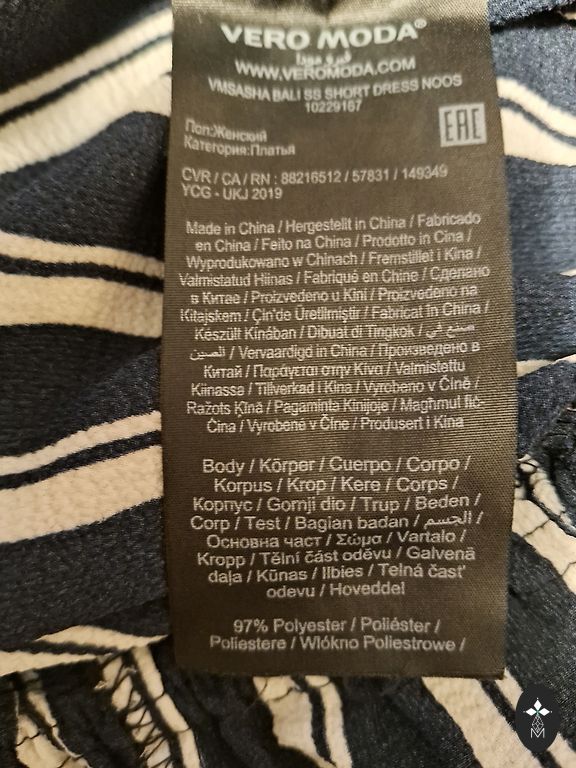 VERO MODA®
فيرو مودا
WWW.VEROMODA.COM
VMSASHA BALI SS SHORT DRESS NOOS
10229167
EAC
Пол:Женский
Категория:Платья
CVR / CA / RN : 88216512 / 57831 / 149349
YCG - UKJ 2019
Made in China / Hergestellt in China / Fabricado
en China / Feito na China / Prodotto in Cina /
Wyprodukowano w Chinach / Fremstillet i Kina /
Valmistatud Hiinas / Fabriqué en Chine / Сделано
в Китае / Proizvedeno u Kini / Proizvedeno na
Kitajskem / Çin'de Üretilmiştir / Fabricat în China /
Készült Kínában / Dibuat di Tingkok / صنع في
الصين / Vervaardigd in China / Произведено в
Китай / Παράγεται στην Κίνα / Valmistettu
Kiinassa / Tillverkad i Kina / Vyrobeno v Číně /
Ražots Ķīnā / Pagaminta Kinijoje / Magħmul fiċ-
Ċina / Vyrobené v Číne / Produsert i Kina
Body / Körper / Cuerpo / Corpo /
Korpus / Krop / Kere / Corps /
Корпус / Gornji dio / Trup / Beden /
Corp / Test / Bagian badan / الجسم /
Основна част / Σώμα / Vartalo /
Kropp / Tělní část oděvu / Galvenā
daļa / Kūnas / Ilbies / Telná časť
odevu / Hoveddel
97% Polyester / Poliéster /
Poliestere / Włókno Poliestrowe /
M